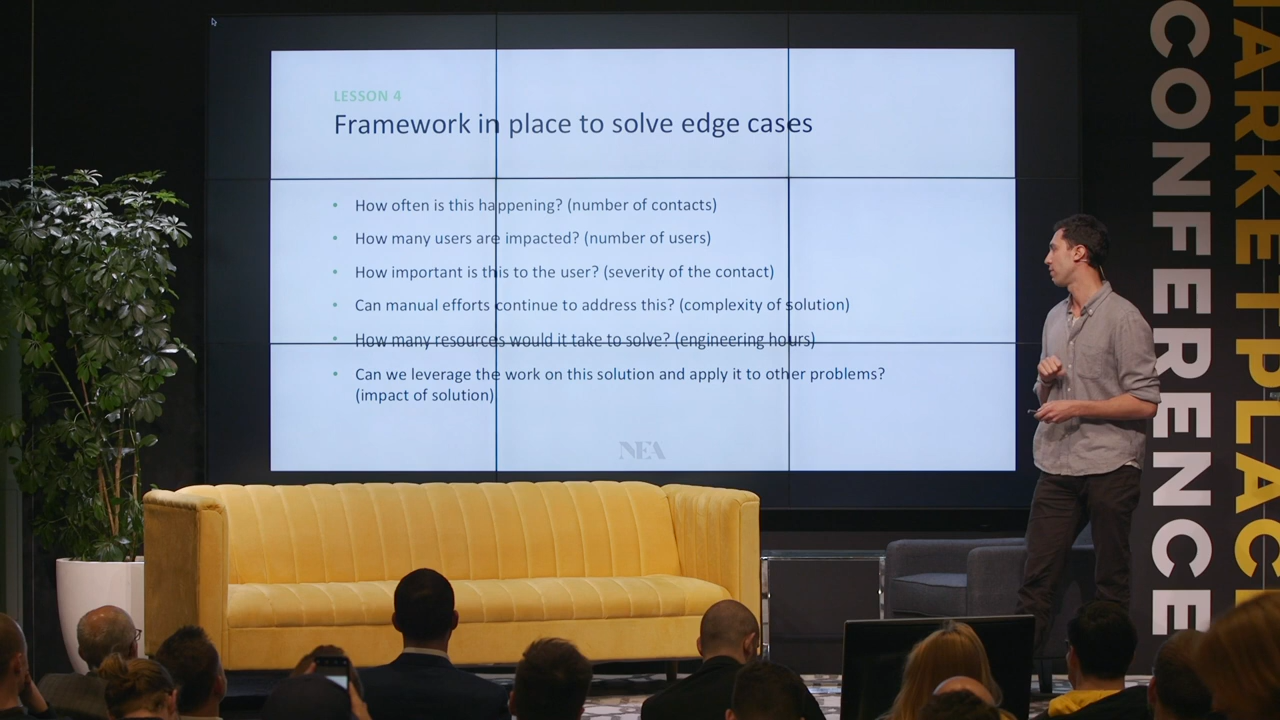 LESSON 4
Framework in place to solve edge cases
• How often is this happening? (number of contacts)
• How many users are impacted? (number of users)
• How important is this to the user? (severity of the contact)
• Can manual efforts continue to address this? (complexity of solution)
• How many resources would it take to solve? (engineering hours)
• Can we leverage the work on this solution and apply it to other problems?
(impact of solution)
NEA
CONFERENCE
ARKETPLACE